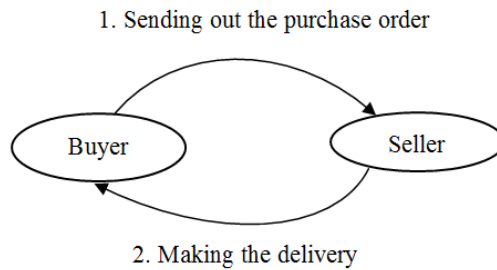 1. Sending out the purchase order
Buyer
Seller
2. Making the delivery